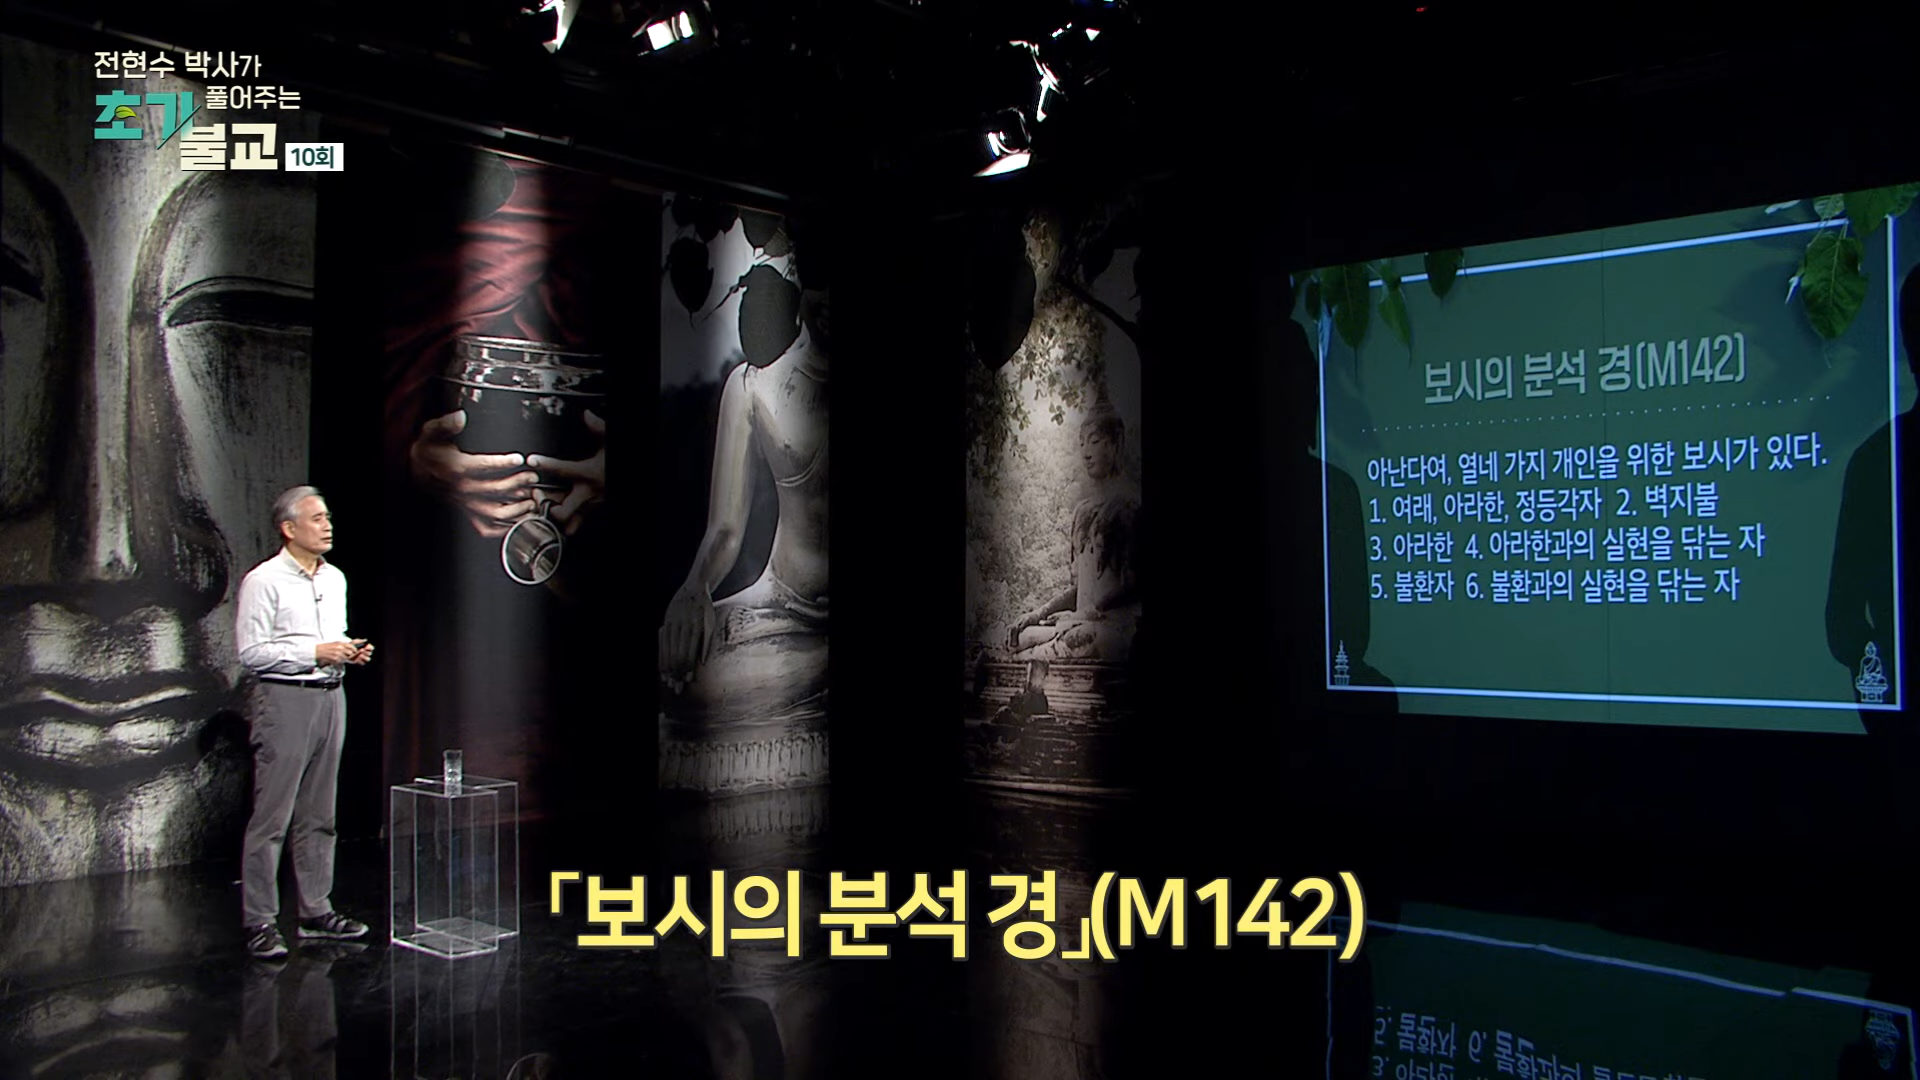 전현수 박사가
초기 풀어주는
불교 10회
보시의 분석 경(M142)
아난다여, 열네 가지 개인을 위한 보시가 있다.
1. 여래, 아라한, 정등각자 2. 벽지불
3. 아라한 4. 아라한과의 실현을 닦는 자
5. 불환자 6. 불환과의 실현을 닦는 자
「보시의 분석 경」(M142)